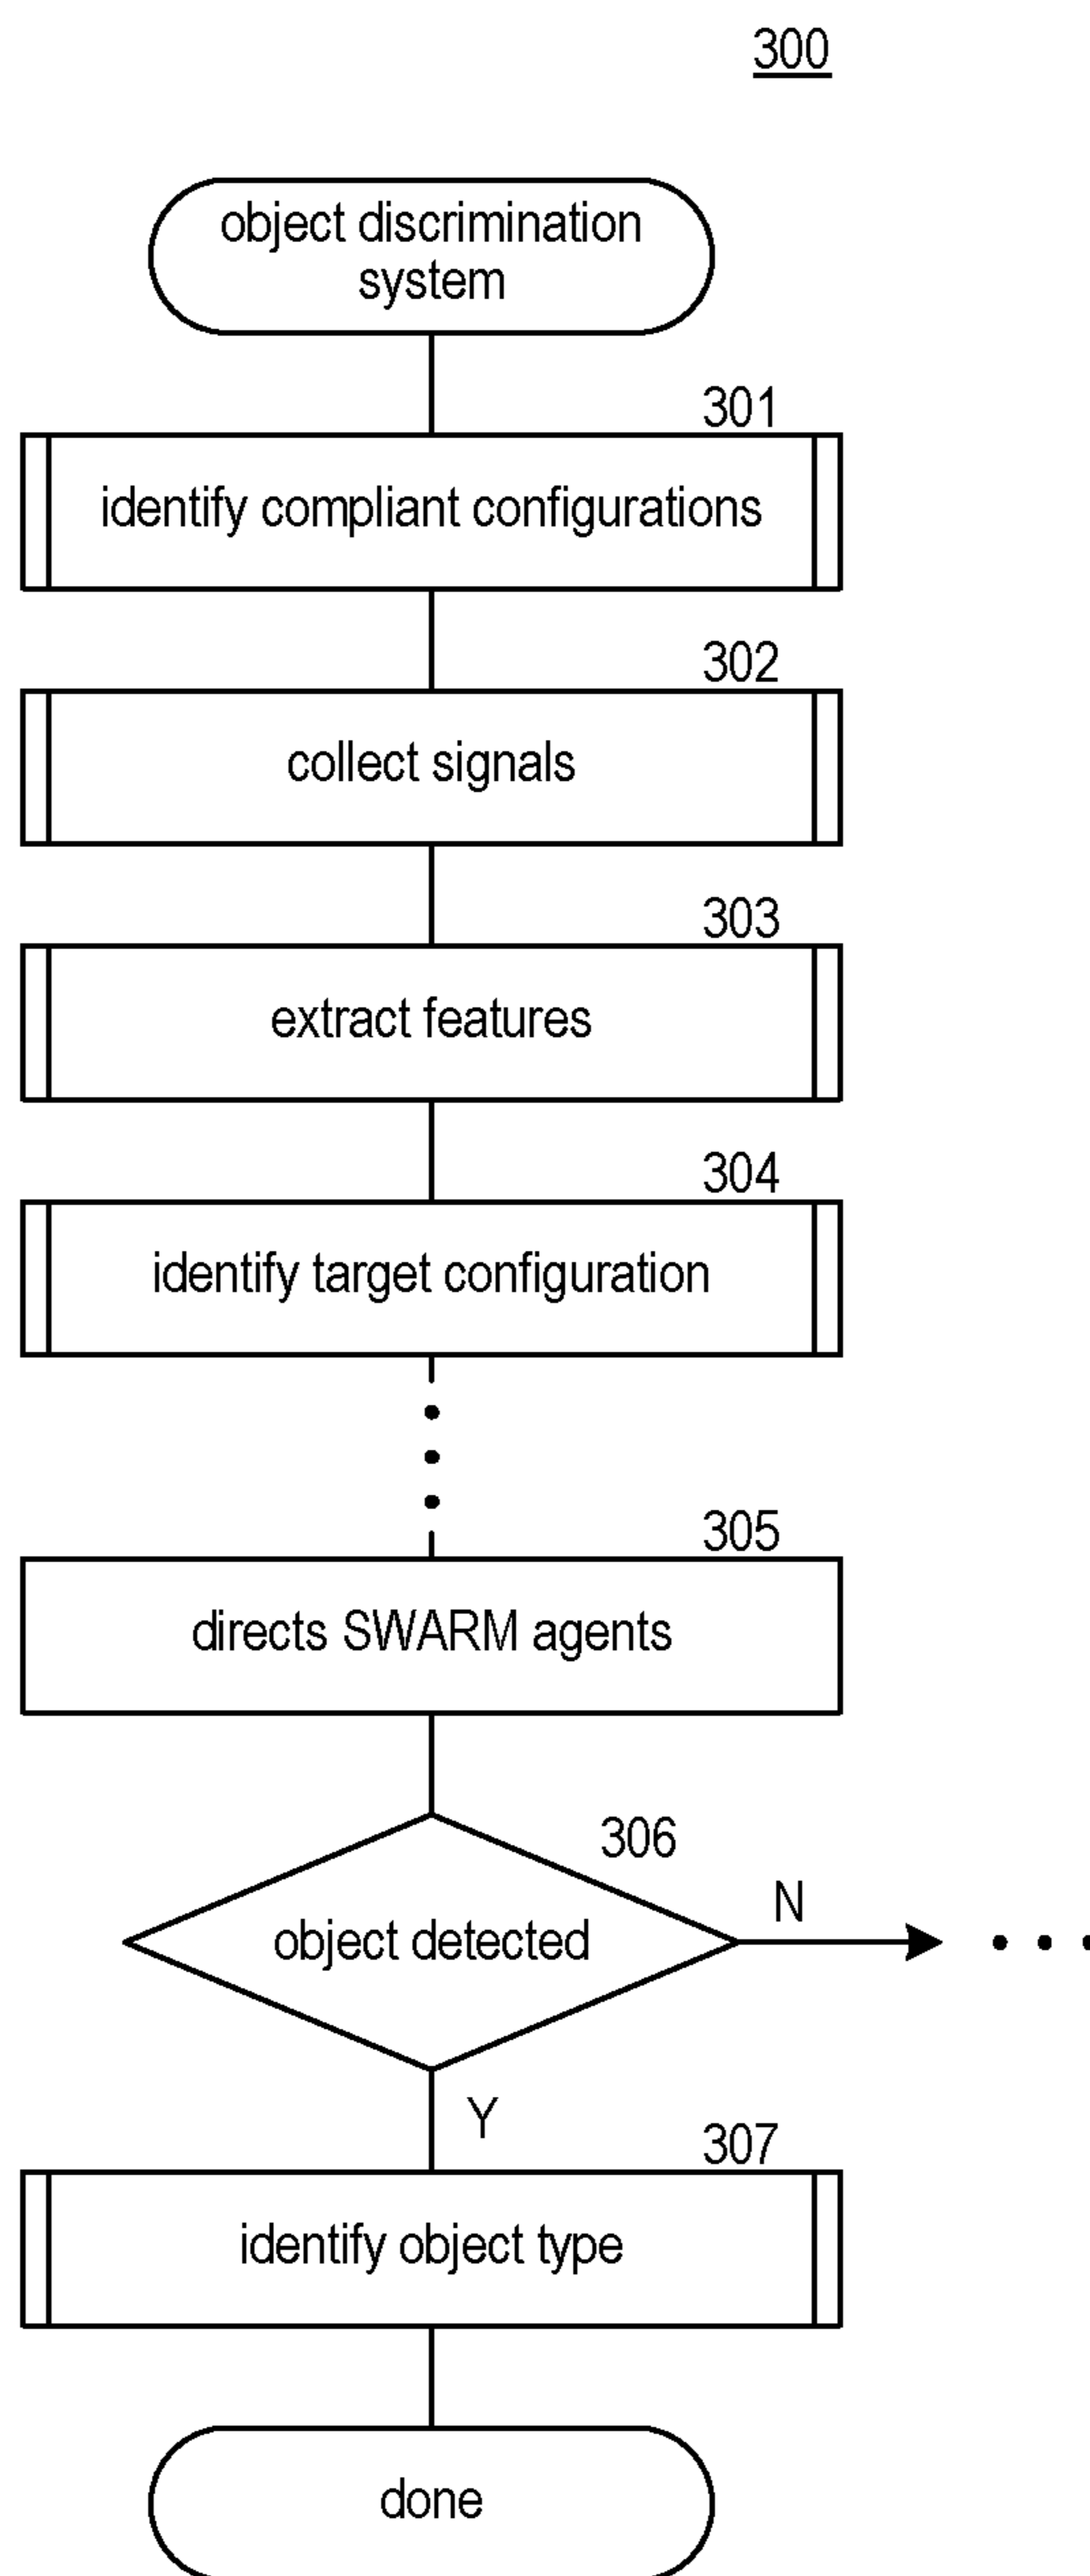 300
object discrimination
system
301
identify compliant configurations
302
collect signals
303
extract features
304
identify target configuration
305
directs SWARM agents
306
object detected
N
Y
307
identify object type
done